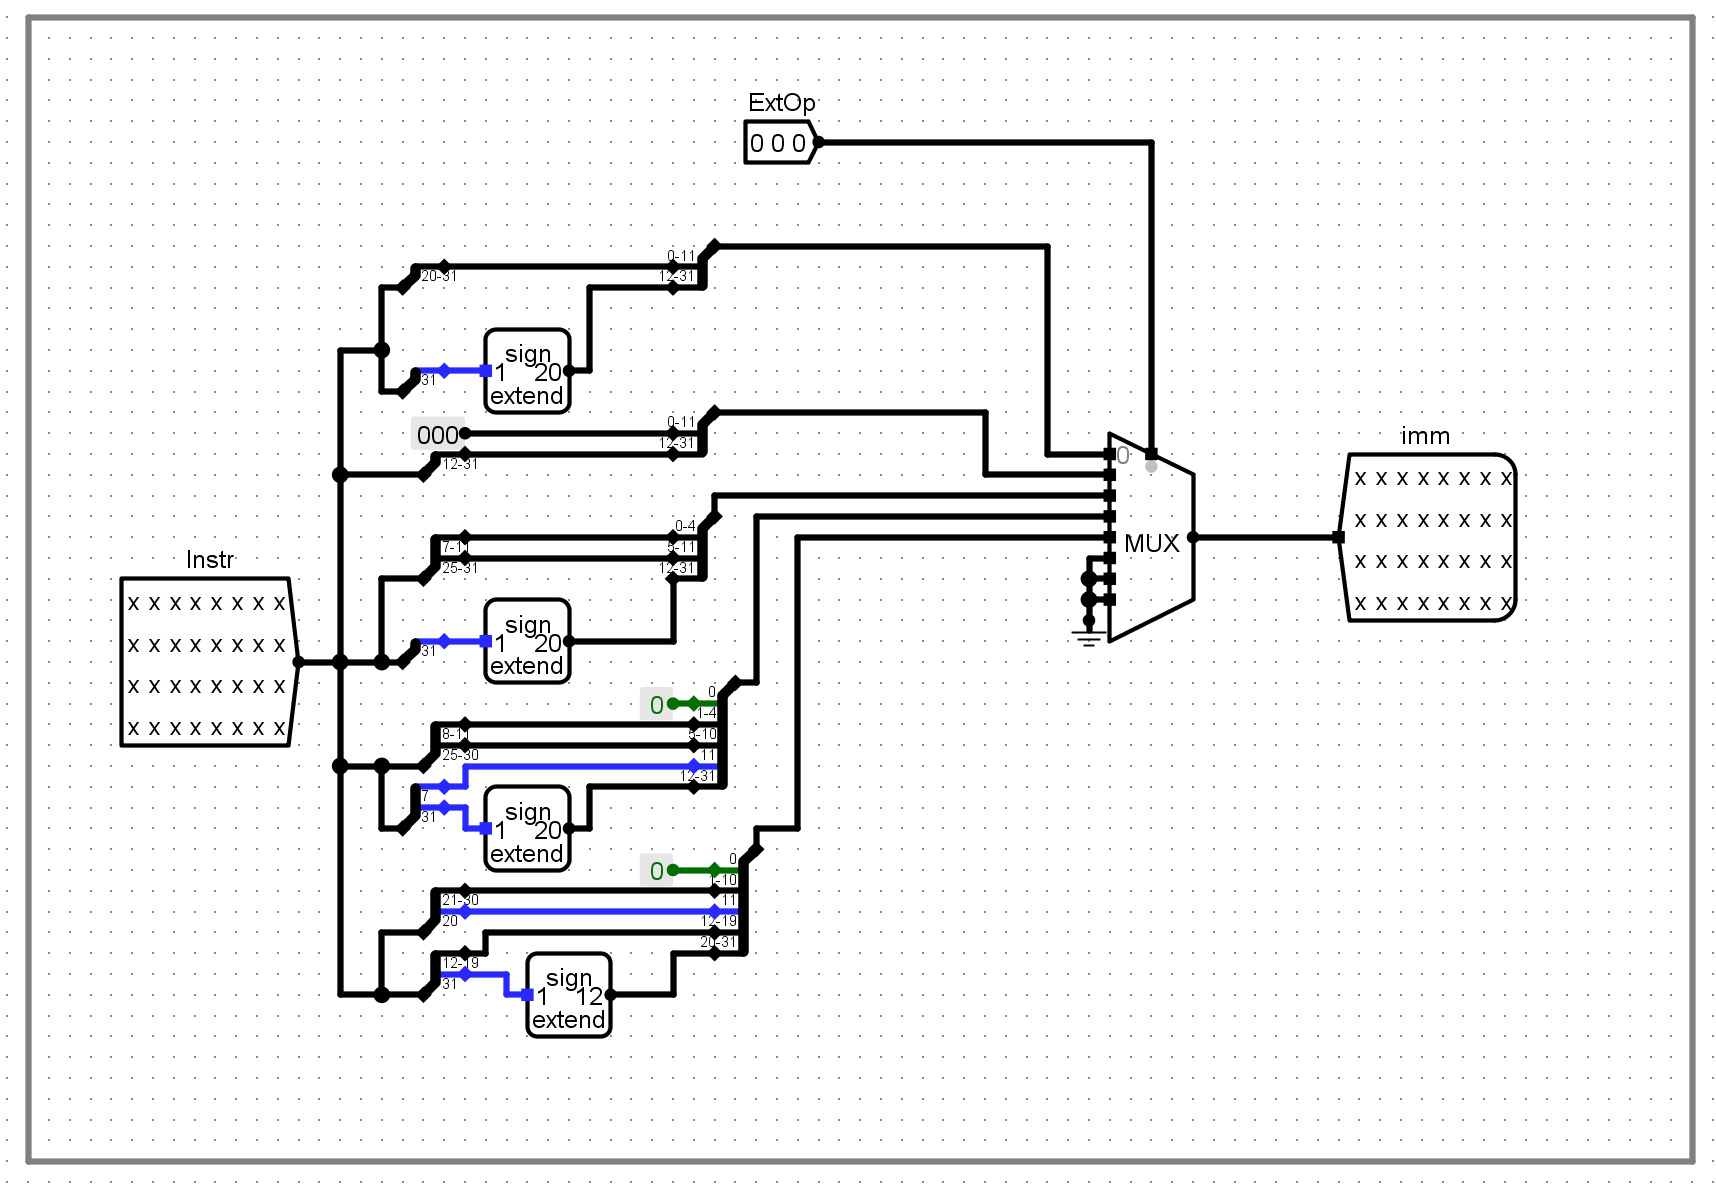 ExtOp
0 0 0
0-11
20-31
12-31
sign
1 20
31
extend
0-11
000
12-31
12-31
imm
0
x x x x x x x x
x x x x x x x x
x x x x x x x x
x x x x x x x x
0-4
7-11
5-11
25-31
12-31
MUX
Instr
x x x x x x x x
x x x x x x x x
x x x x x x x x
x x x x x x x x
sign
1 20
31
extend
0
0
1-4
8-11
5-10
25-30
11
12-31
7
31
sign
1 20
extend
0
0
1-10
21-30
11
20
12-19
20-31
12-19
31
sign
1 12
extend